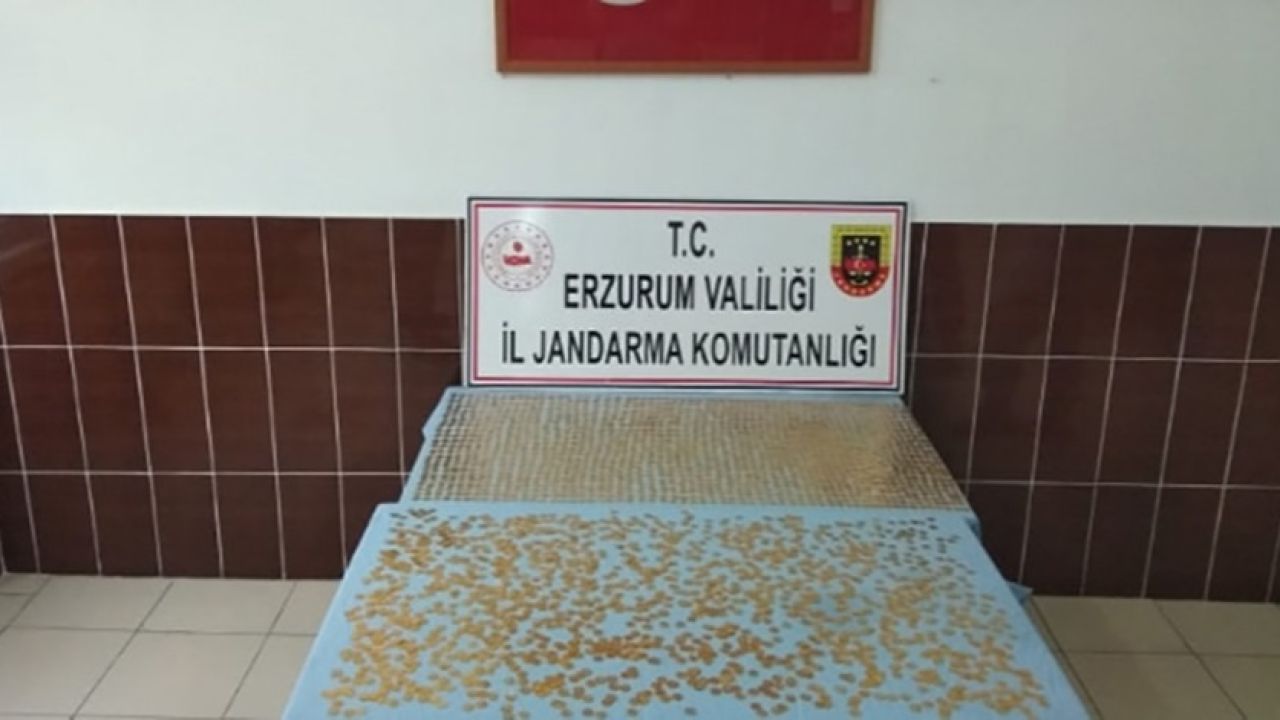 T.C.
ERZURUM VALİLİĞİ
İL JANDARMA KOMUTANLIĞI